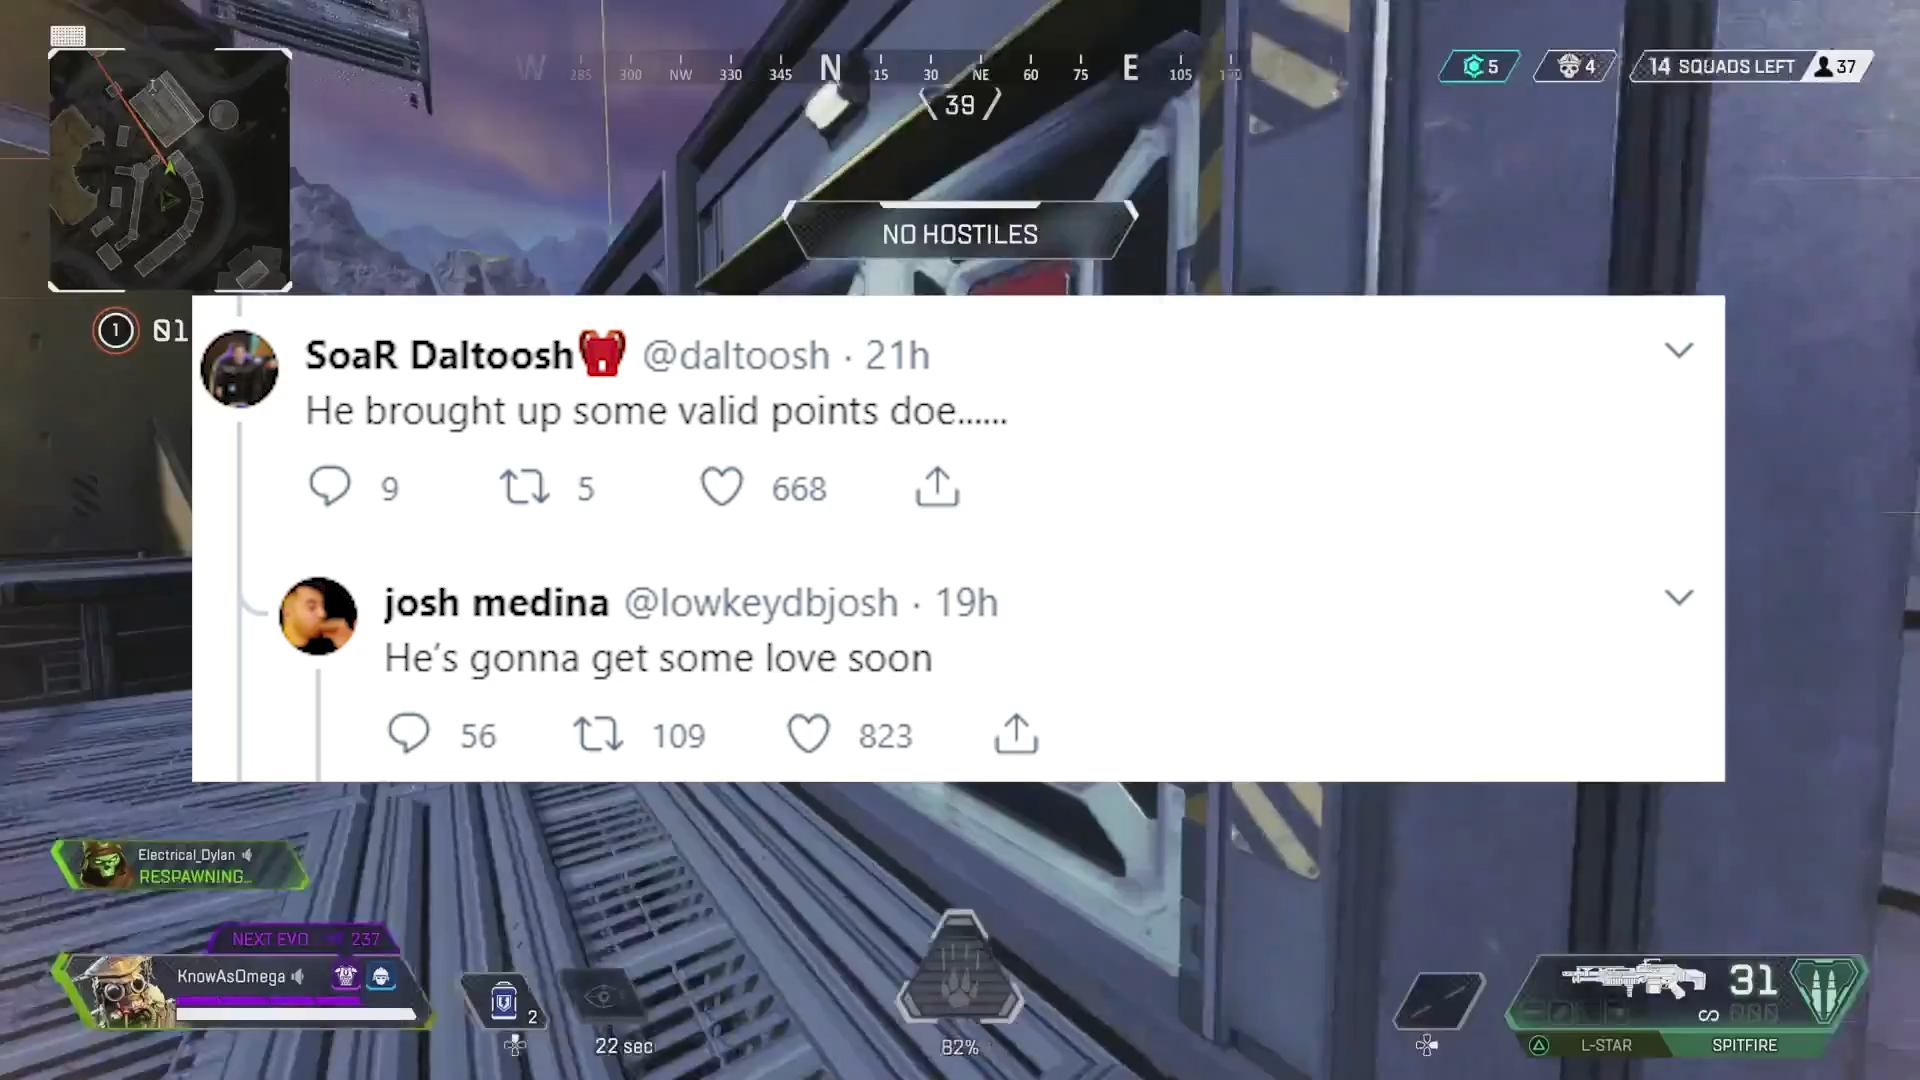 W 285 300 NW 330 345 N 15 30 NE 60 75 E 105
39
5
4
14 SQUADS LEFT 37
NO HOSTILES
1 01
SoaR Daltoosh @daltoosh · 21h
He brought up some valid points doe......
9 5 668
josh medina @lowkeydbjosh · 19h
He's gonna get some love soon
56 109 823
Electrical_Dylan
RESPAWNING...
NEXT EVO 237
KnowAsOmega
2
22 sec
82%
31
∞
L-STAR SPITFIRE